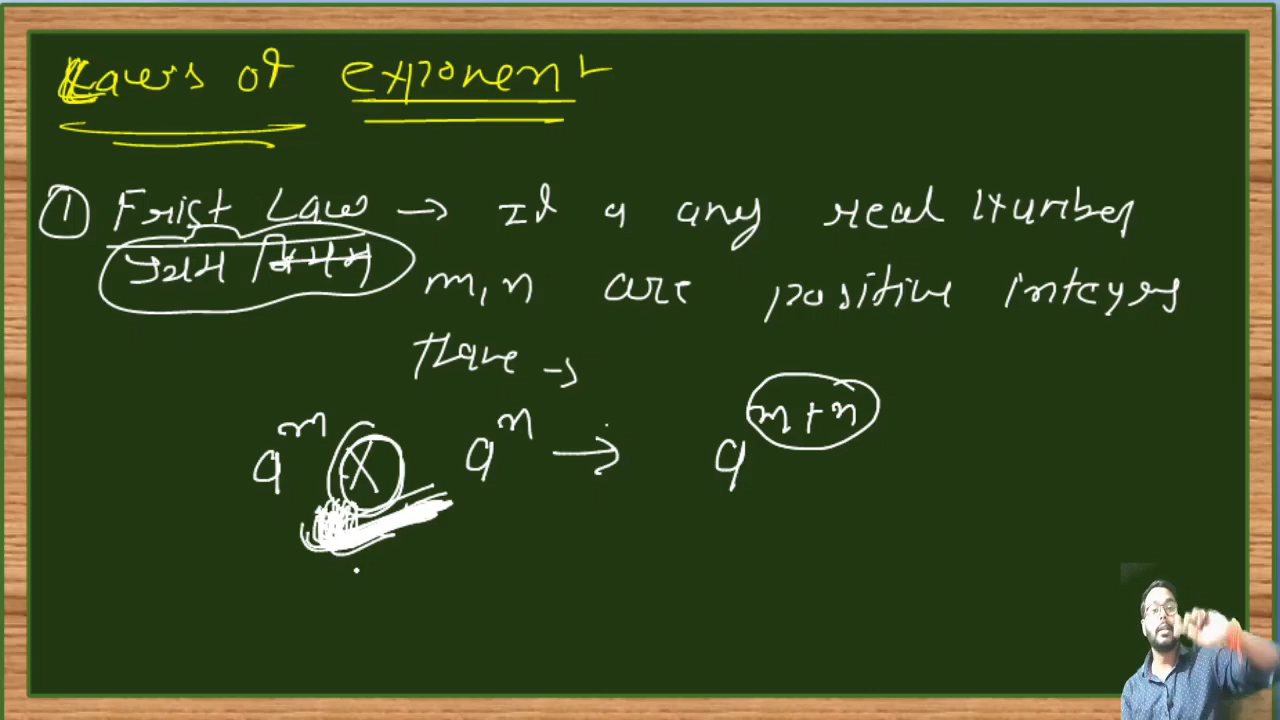 Laws of exponent
① Frist Law → If a any real Number
प्रथम नियम m, n are positive integers
have →
a^m × a^n → a^(m+n)